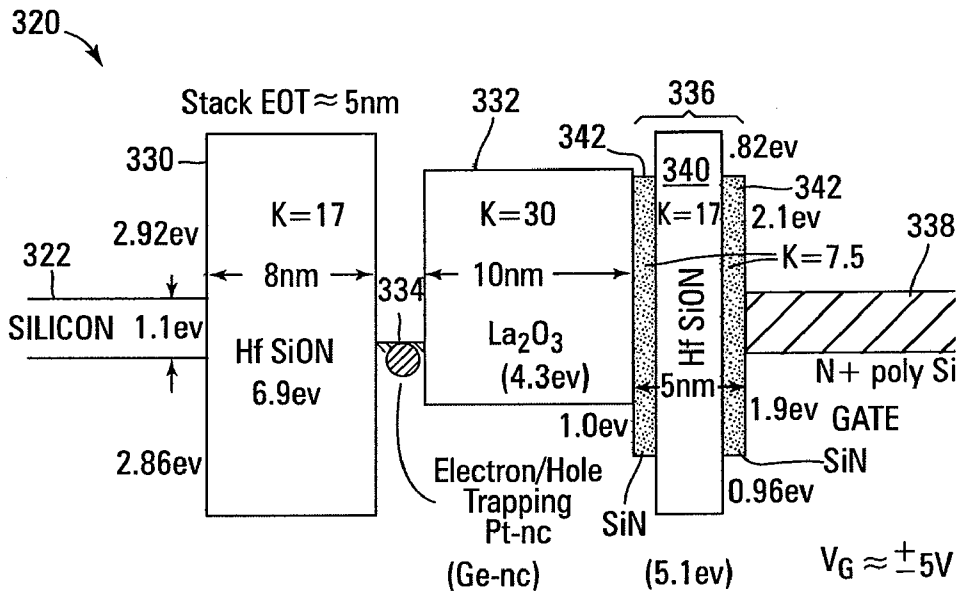 320
Stack EOT ≈ 5nm
336
332
342
.82ev
330
340
342
K=17
K=30
K=17
2.1ev
2.92ev
338
K=7.5
322
8nm
334
10nm
SILICON
1.1ev
Hf SiON
6.9ev
La2O3
(4.3ev)
Hf SiON
5nm
N+ poly Si
GATE
1.0ev
1.9ev
2.86ev
Electron/Hole
Trapping
Pt-nc
(Ge-nc)
SiN
SiN
0.96ev
(5.1ev)
VG ≈ ±5V